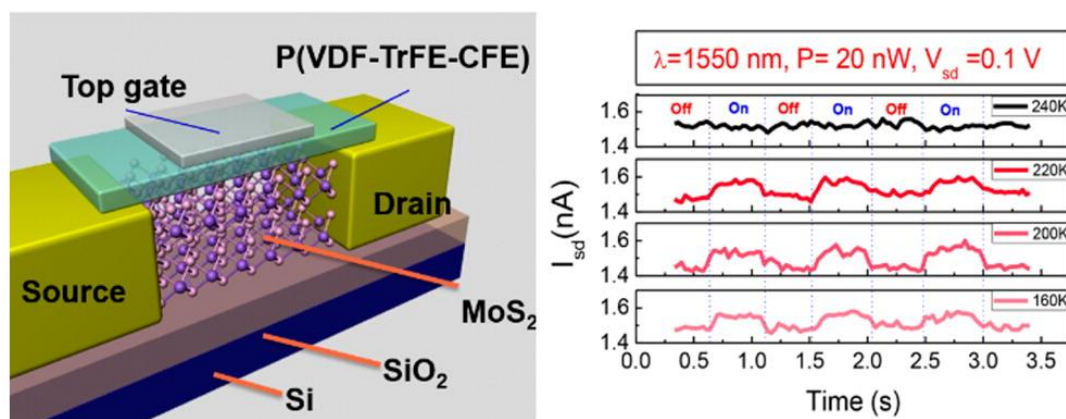 P(VDF-TrFE-CFE)
Top gate
Drain
Source
MoS2
SiO2
Si
λ=1550 nm, P= 20 nW, Vsd =0.1 V
1.6
Off On Off On Off On
240K
1.4
1.6
220K
1.4
1.6
200K
1.4
1.6
160K
1.4
Isd(nA)
0.0 0.5 1.0 1.5 2.0 2.5 3.0 3.5
Time (s)